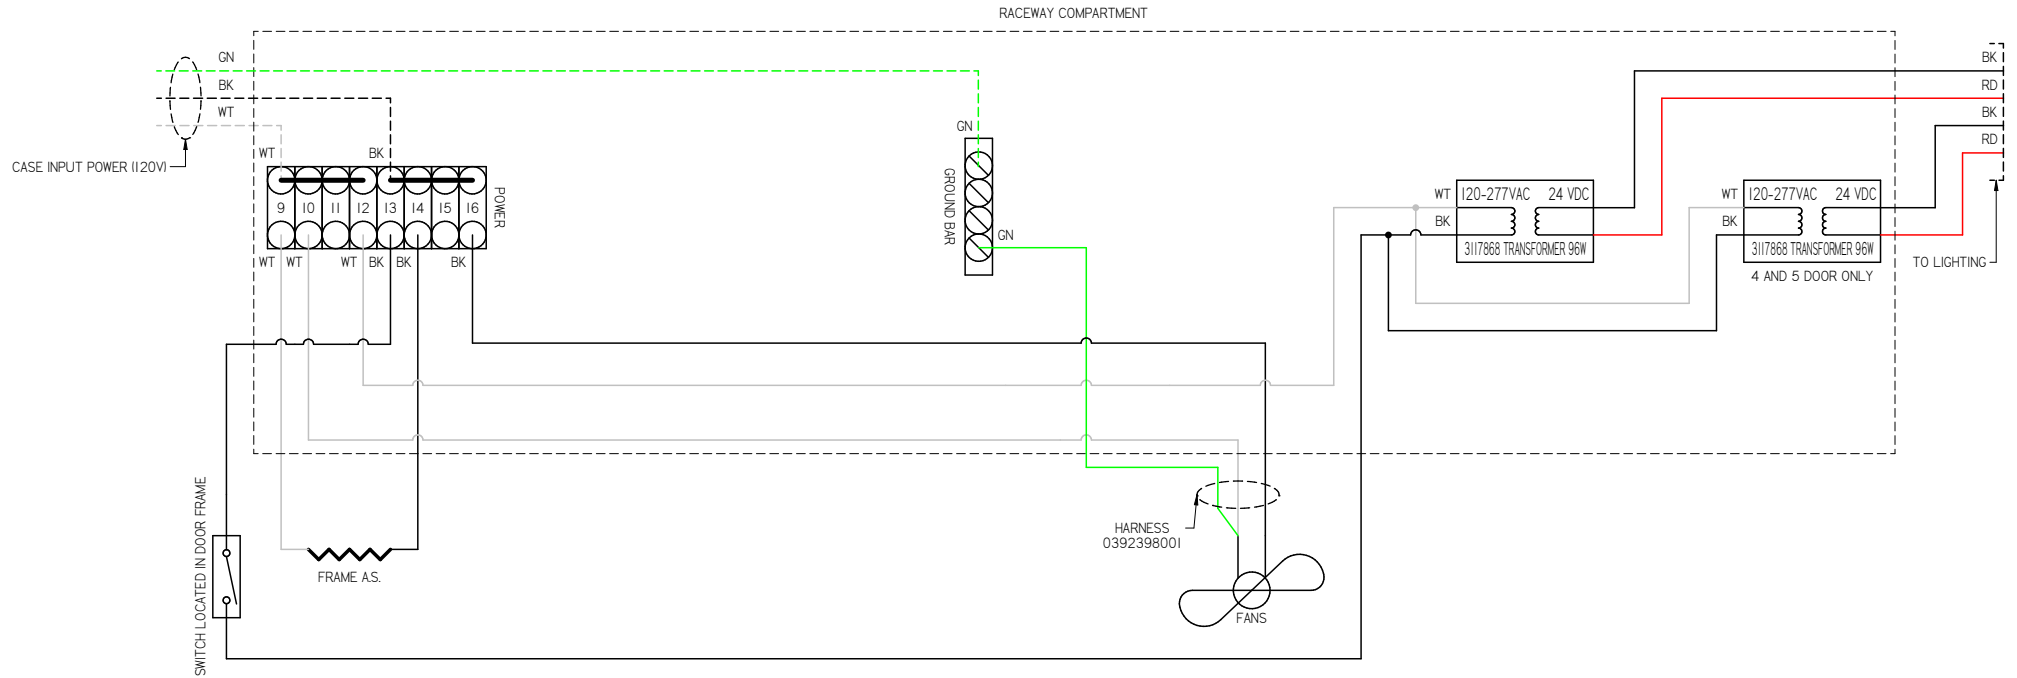 RACEWAY COMPARTMENT
GN
BK
WT
CASE INPUT POWER (120V)
WT
BK
9 10 11 12 13 14 15 16
POWER
WT WT WT BK BK BK
GN
GROUND BAR
GN
WT
BK
120-277VAC 24 VDC
3117868 TRANSFORMER 96W
WT
BK
120-277VAC 24 VDC
3117868 TRANSFORMER 96W
4 AND 5 DOOR ONLY
BK
RD
BK
RD
TO LIGHTING
SWITCH LOCATED IN DOOR FRAME
FRAME A.S.
HARNESS
0392398001
FANS